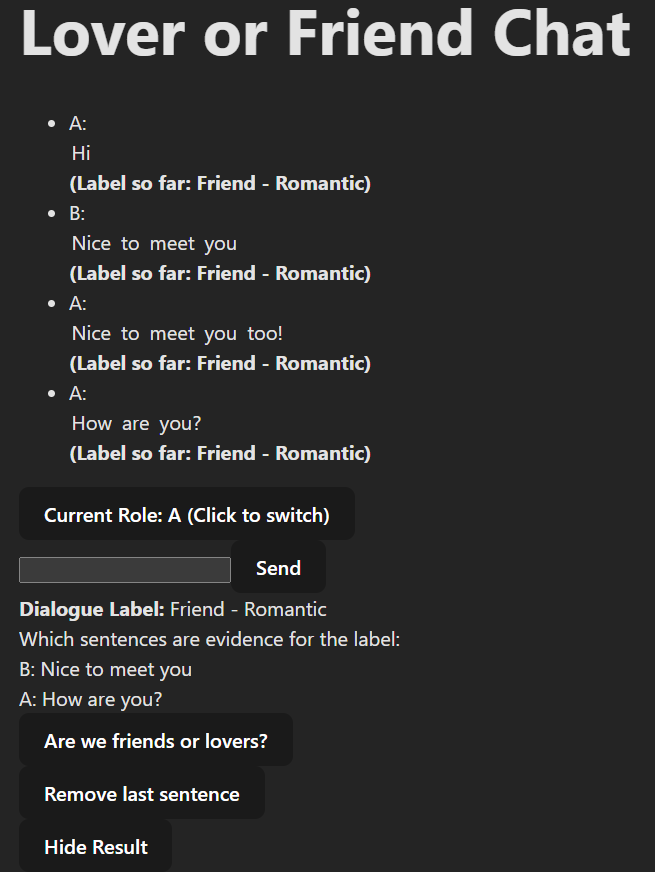 Lover or Friend Chat
A:
Hi
(Label so far: Friend - Romantic)
B:
Nice to meet you
(Label so far: Friend - Romantic)
A:
Nice to meet you too!
(Label so far: Friend - Romantic)
A:
How are you?
(Label so far: Friend - Romantic)
Current Role: A (Click to switch)
Send
Dialogue Label: Friend - Romantic
Which sentences are evidence for the label:
B: Nice to meet you
A: How are you?
Are we friends or lovers?
Remove last sentence
Hide Result